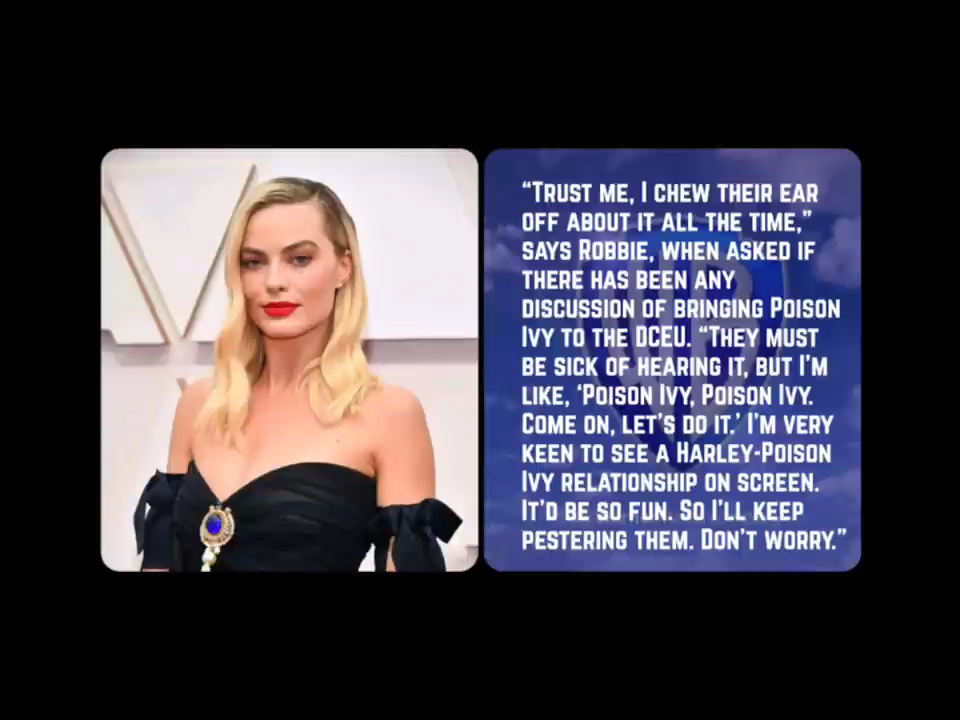 “TRUST ME, I CHEW THEIR EAR
OFF ABOUT IT ALL THE TIME,”
SAYS ROBBIE, WHEN ASKED IF
THERE HAS BEEN ANY
DISCUSSION OF BRINGING POISON
IVY TO THE DCEU. “THEY MUST
BE SICK OF HEARING IT, BUT I’M
LIKE, ‘POISON IVY, POISON IVY.
COME ON, LET’S DO IT.’ I’M VERY
KEEN TO SEE A HARLEY-POISON
IVY RELATIONSHIP ON SCREEN.
IT’D BE SO FUN. SO I’LL KEEP
PESTERING THEM. DON’T WORRY.”